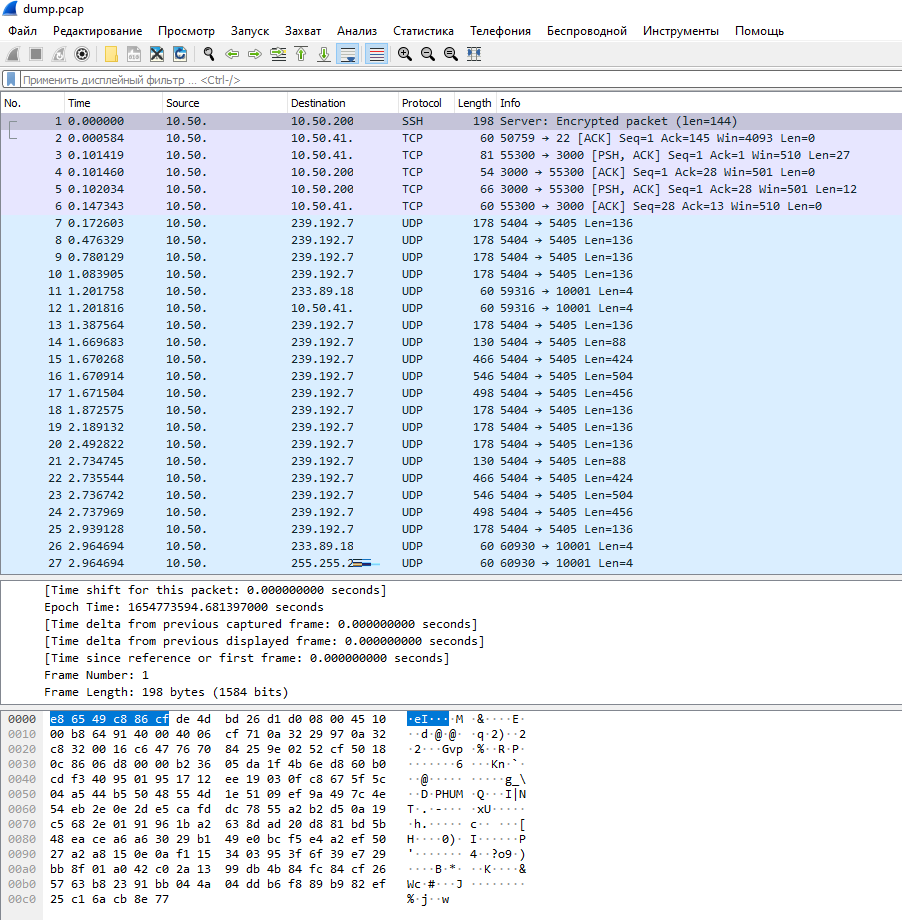 dump.pcap
Файл Редактирование Просмотр Запуск Захват Анализ Статистика Телефония Беспроводной Инструменты Помощь
Применить дисплейный фильтр ... <Ctrl-/>
No. Time Source Destination Protocol Length Info
1 0.000000 10.50. 10.50.200 SSH 198 Server: Encrypted packet (len=144)
2 0.000584 10.50. 10.50.41. TCP 60 50759 → 22 [ACK] Seq=1 Ack=145 Win=4093 Len=0
3 0.101419 10.50. 10.50.41. TCP 81 55300 → 3000 [PSH, ACK] Seq=1 Ack=1 Win=510 Len=27
4 0.101460 10.50. 10.50.200 TCP 54 3000 → 55300 [ACK] Seq=1 Ack=28 Win=501 Len=0
5 0.102034 10.50. 10.50.200 TCP 66 3000 → 55300 [PSH, ACK] Seq=1 Ack=28 Win=501 Len=12
6 0.147343 10.50. 10.50.41. TCP 60 55300 → 3000 [ACK] Seq=28 Ack=13 Win=510 Len=0
7 0.172603 10.50. 239.192.7 UDP 178 5404 → 5405 Len=136
8 0.476329 10.50. 239.192.7 UDP 178 5404 → 5405 Len=136
9 0.780129 10.50. 239.192.7 UDP 178 5404 → 5405 Len=136
10 1.083905 10.50. 239.192.7 UDP 178 5404 → 5405 Len=136
11 1.201758 10.50. 233.89.18 UDP 60 59316 → 10001 Len=4
12 1.201816 10.50. 10.50.41. UDP 60 59316 → 10001 Len=4
13 1.387564 10.50. 239.192.7 UDP 178 5404 → 5405 Len=136
14 1.669683 10.50. 239.192.7 UDP 130 5404 → 5405 Len=88
15 1.670268 10.50. 239.192.7 UDP 466 5404 → 5405 Len=424
16 1.670914 10.50. 239.192.7 UDP 546 5404 → 5405 Len=504
17 1.671504 10.50. 239.192.7 UDP 498 5404 → 5405 Len=456
18 1.872575 10.50. 239.192.7 UDP 178 5404 → 5405 Len=136
19 2.189132 10.50. 239.192.7 UDP 178 5404 → 5405 Len=136
20 2.492822 10.50. 239.192.7 UDP 178 5404 → 5405 Len=136
21 2.734745 10.50. 239.192.7 UDP 130 5404 → 5405 Len=88
22 2.735544 10.50. 239.192.7 UDP 466 5404 → 5405 Len=424
23 2.736742 10.50. 239.192.7 UDP 546 5404 → 5405 Len=504
24 2.737969 10.50. 239.192.7 UDP 498 5404 → 5405 Len=456
25 2.939128 10.50. 239.192.7 UDP 178 5404 → 5405 Len=136
26 2.964694 10.50. 233.89.18 UDP 60 60930 → 10001 Len=4
27 2.964694 10.50. 255.255.2 UDP 60 60930 → 10001 Len=4
[Time shift for this packet: 0.000000000 seconds]
Epoch Time: 1654773594.681397000 seconds
[Time delta from previous captured frame: 0.000000000 seconds]
[Time delta from previous displayed frame: 0.000000000 seconds]
[Time since reference or first frame: 0.000000000 seconds]
Frame Number: 1
Frame Length: 198 bytes (1584 bits)
0000 e8 65 49 c8 86 cf de 4d bd 26 d1 d0 08 00 45 10 ·eI···M ·&····E·
0010 00 b8 64 91 40 00 40 06 cf 71 0a 32 29 97 0a 32 ··d·@·@· ·q·2)··2
0020 c8 32 00 16 c6 47 76 70 84 25 9e 02 52 cf 50 18 ·2···Gvp ·%··R·P·
0030 0c 86 06 d8 00 00 b2 36 05 da 1f 4b 6e d8 60 b0 ·······6 ···Kn·`·
0040 cd f3 40 95 01 95 17 12 ee 19 03 0f c8 67 5f 5c ··@····· ·····g_\
0050 04 a5 44 b5 50 48 55 4d 1e 51 09 ef 9a 49 7c 4e ··D·PHUM ·Q···I|N
0060 54 eb 2e 0e 2d e5 ca fd dc 78 55 a2 b2 d5 0a 19 T·.·-··· ·xU·····
0070 c5 68 2e 01 91 96 1b a2 63 8d ad 20 d8 81 bd 5b ·h.····· c·· ···[
0080 48 ea ce a6 a6 30 29 b1 49 e0 bc f5 e4 a2 ef 50 H····0)· I······P
0090 27 a2 a8 15 0e 0a f1 15 34 03 95 3f 6f 39 e7 29 '······· 4··?o9·)
00a0 bb 8f 01 a0 42 c0 2a 13 99 db 4b 84 fc 84 cf 26 ····B·*· ··K····&
00b0 57 63 b8 23 91 bb 04 4a 04 dd b6 f8 89 b9 82 ef Wc·#···J ········
00c0 25 c1 6a cb 8e 77 %·j··w